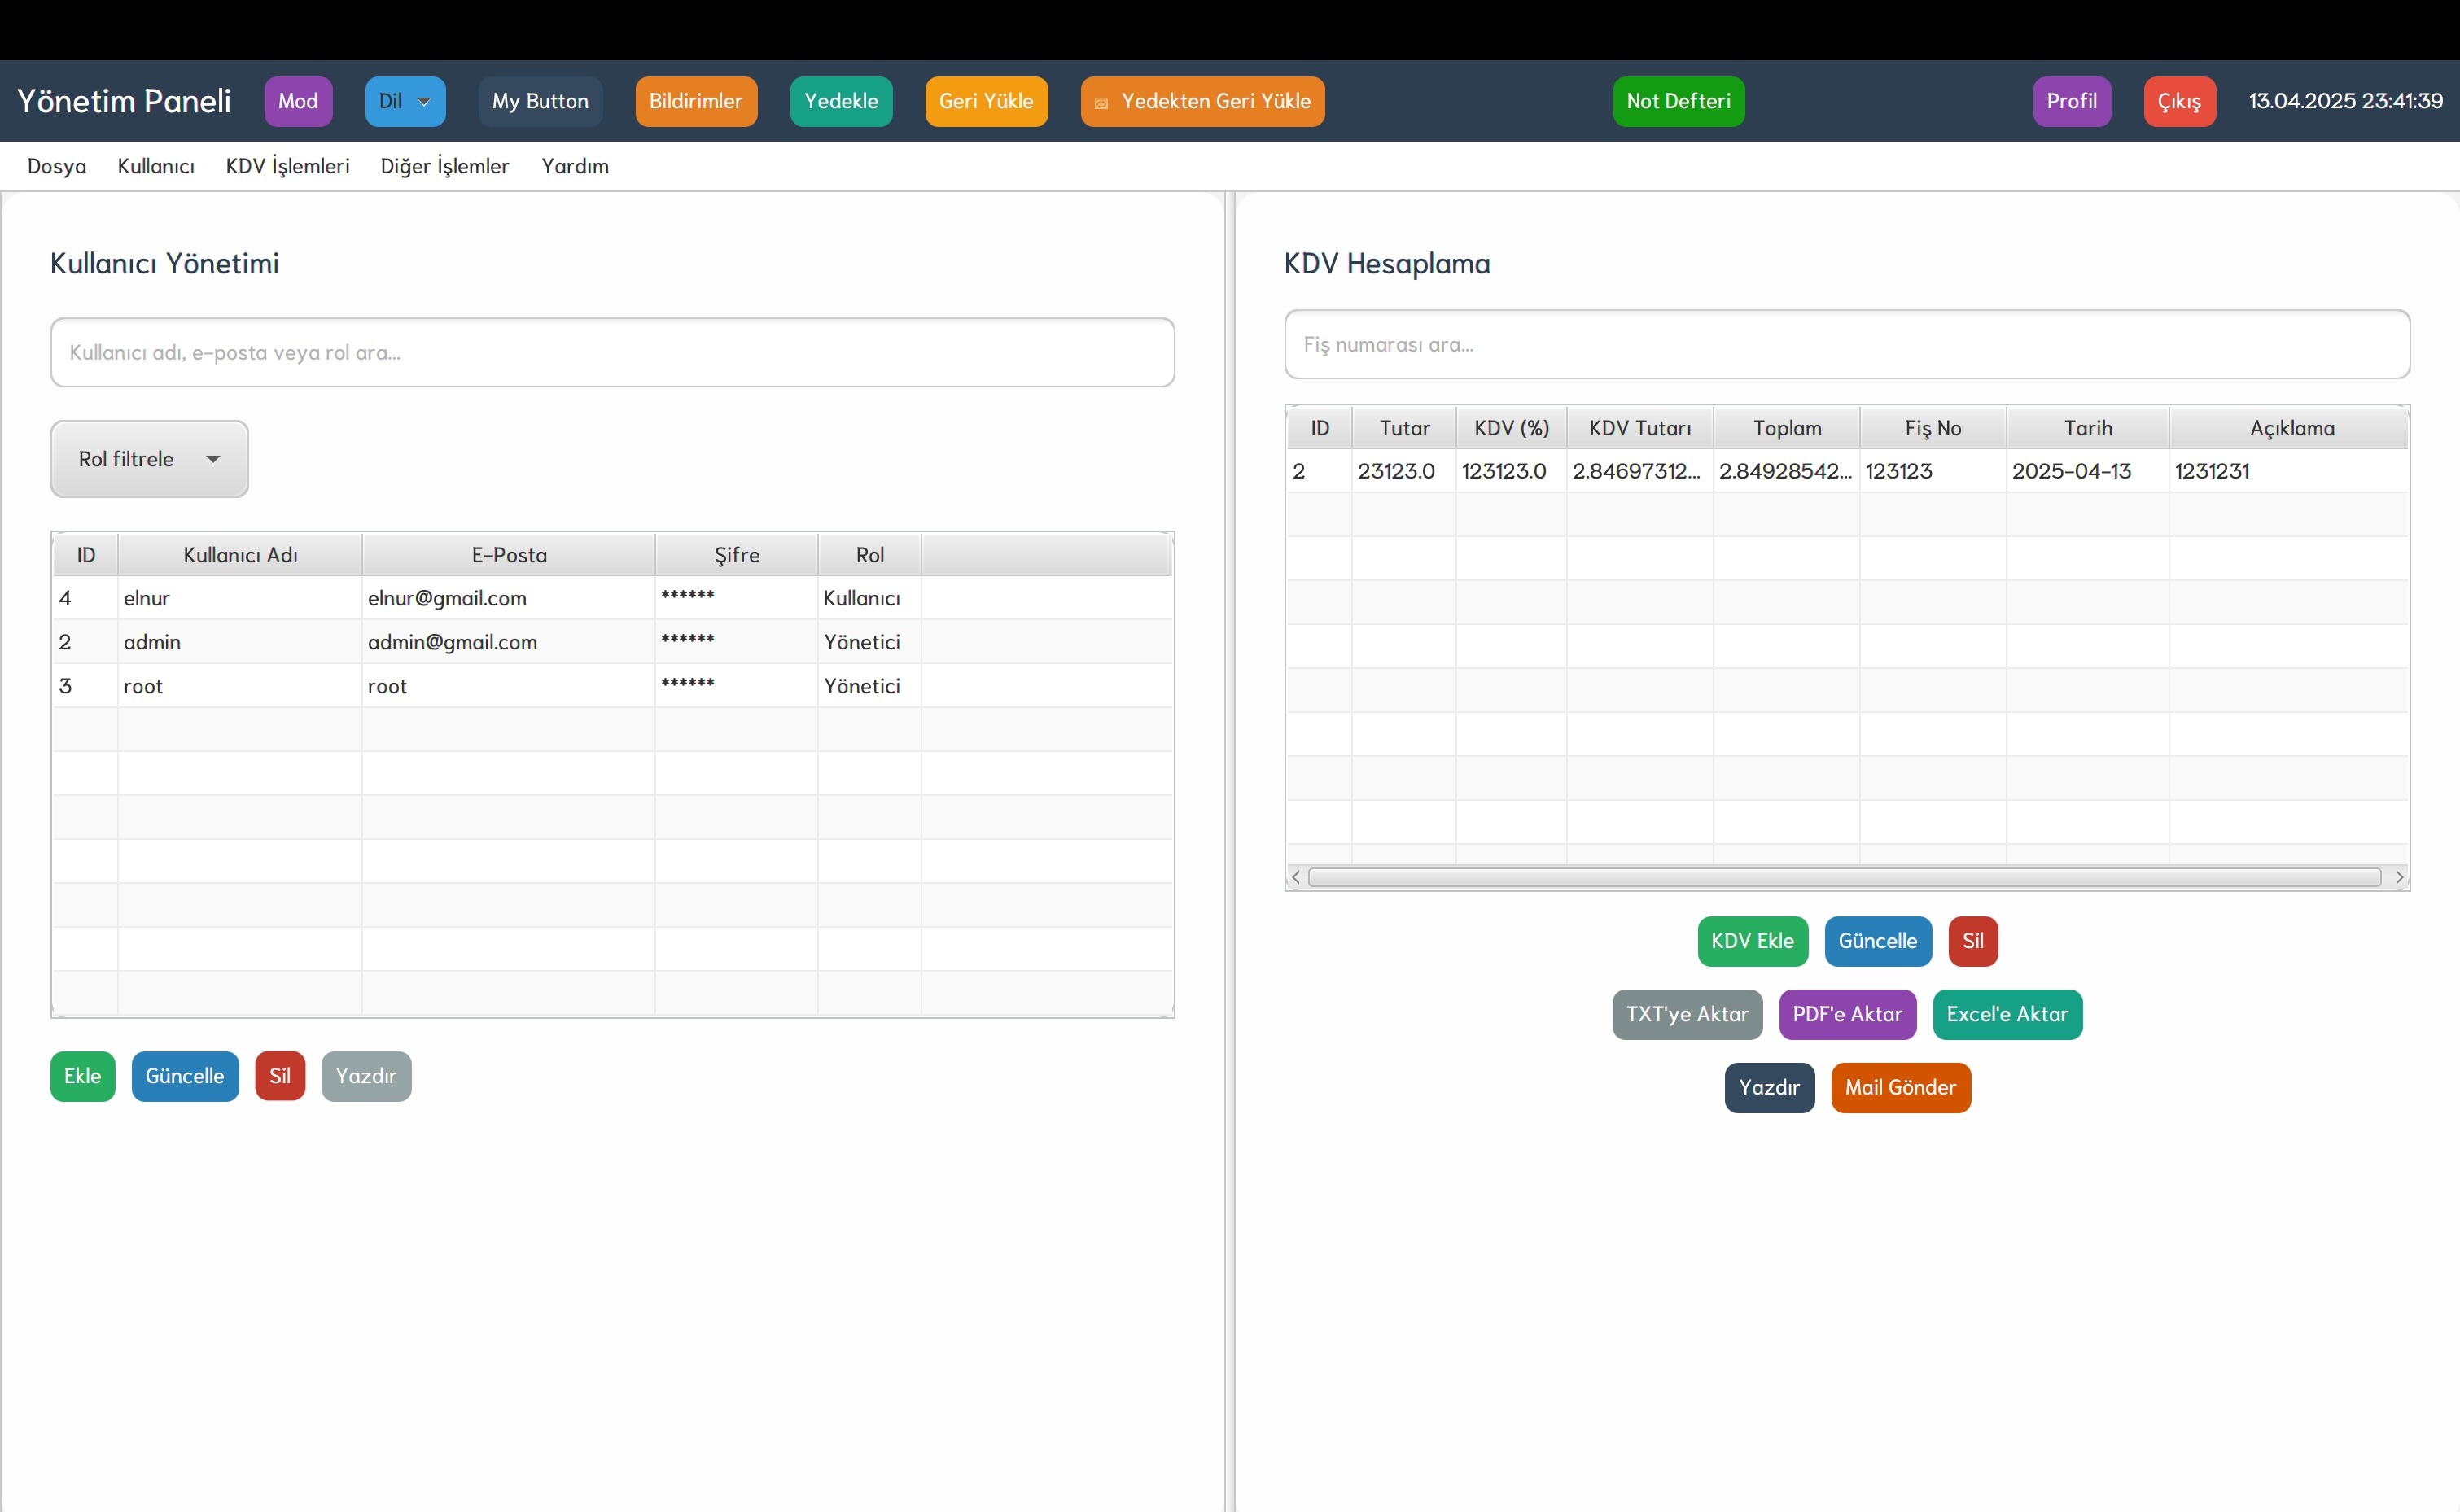 Yönetim Paneli Mod Dil My Button Bildirimler Yedekle Geri Yükle Yedekten Geri Yükle Not Defteri Profil Çıkış 13.04.2025 23:41:39
Dosya Kullanıcı KDV İşlemleri Diğer İşlemler Yardım
Kullanıcı Yönetimi
Kullanıcı adı, e-posta veya rol ara...
Rol filtrele
ID Kullanıcı Adı E-Posta Şifre Rol
4 elnur elnur@gmail.com ****** Kullanıcı
2 admin admin@gmail.com ****** Yönetici
3 root root ****** Yönetici
Ekle Güncelle Sil Yazdır
KDV Hesaplama
Fiş numarası ara...
ID Tutar KDV (%) KDV Tutarı Toplam Fiş No Tarih Açıklama
2 23123.0 123123.0 2.84697312... 2.84928542... 123123 2025-04-13 1231231
KDV Ekle Güncelle Sil
TXT'ye Aktar PDF'e Aktar Excel'e Aktar
Yazdır Mail Gönder